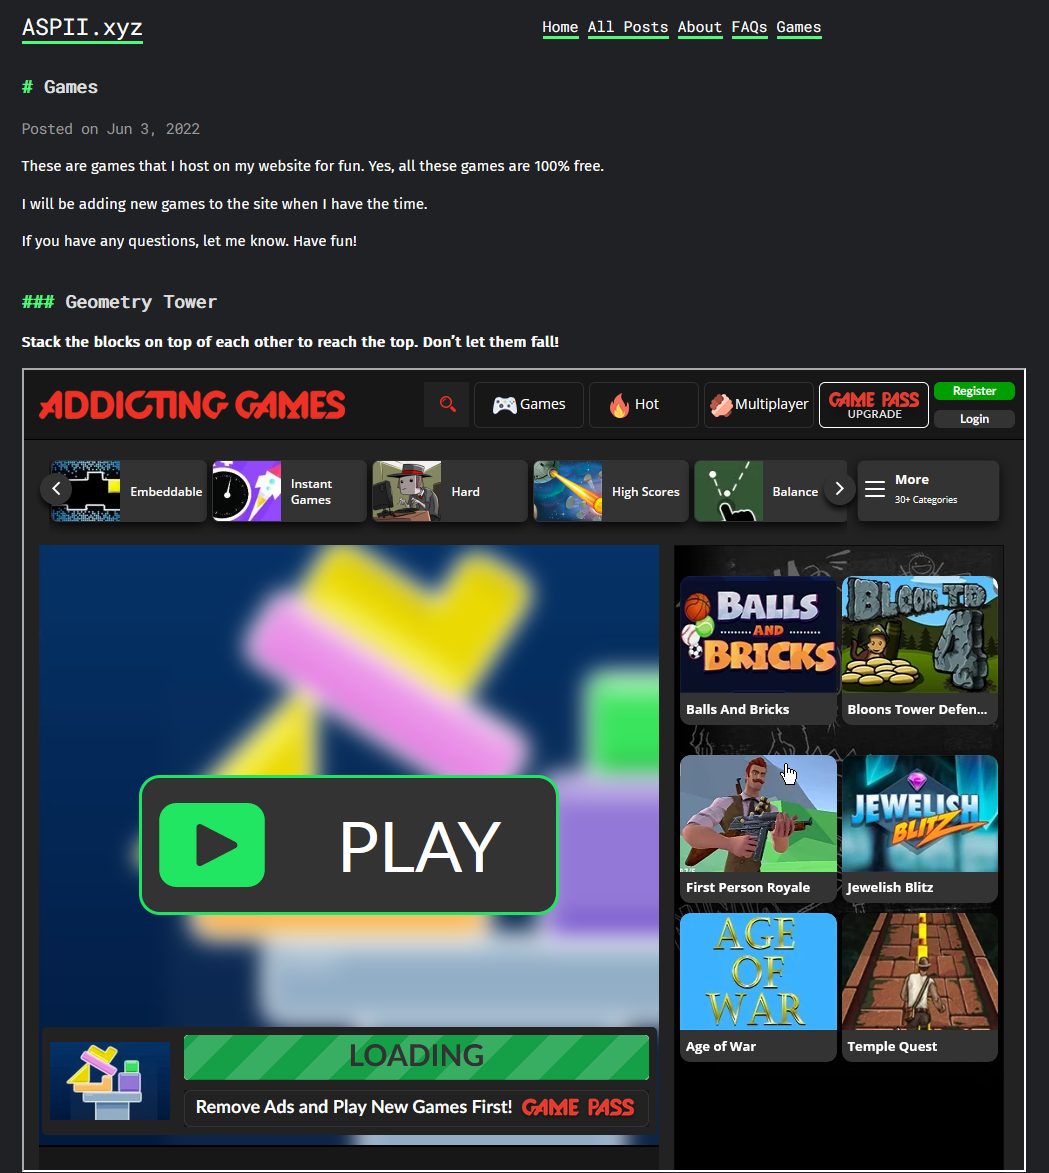 ASPII.xyz
Home All Posts About FAQs Games
# Games
Posted on Jun 3, 2022
These are games that I host on my website for fun. Yes, all these games are 100% free.
I will be adding new games to the site when I have the time.
If you have any questions, let me know. Have fun!
### Geometry Tower
Stack the blocks on top of each other to reach the top. Don't let them fall!
ADDICTING GAMES
Games
Hot
Multiplayer
GAME PASS
UPGRADE
Register
Login
Embeddable
Instant
Games
Hard
High Scores
Balance
More
30+ Categories
PLAY
LOADING
Remove Ads and Play New Games First! GAME PASS
BALLS
AND
BRICKS
Balls And Bricks
BLOONS TD
4
Bloons Tower Defen...
First Person Royale
JEWELISH
BLITZ
Jewelish Blitz
AGE
OF
WAR
Age of War
Temple Quest